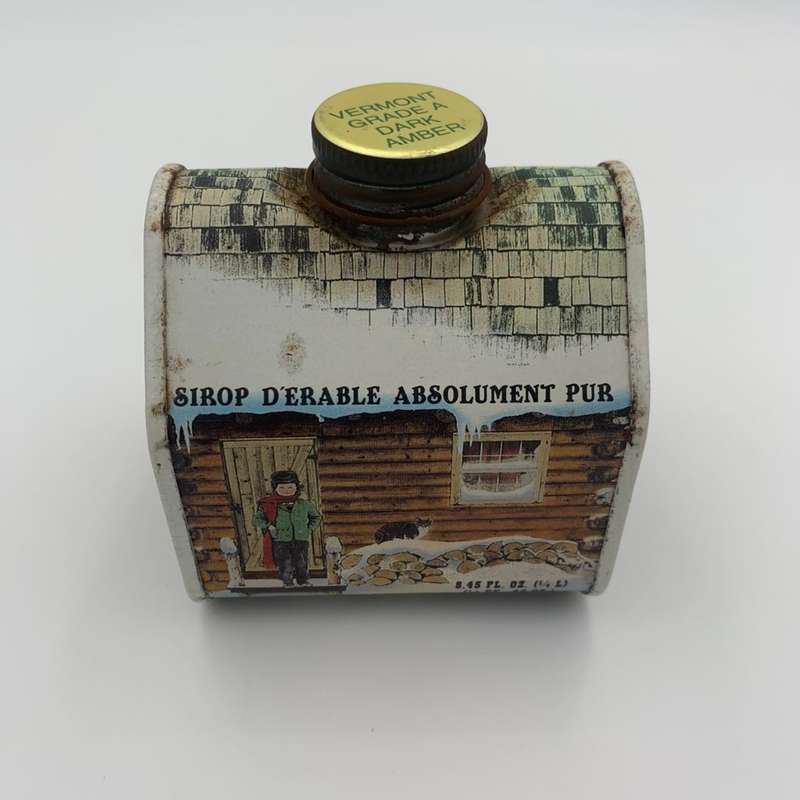 VERMONT
GRADE A
DARK
AMBER
SIROP D'ERABLE ABSOLUMENT PUR
8.45 FL. OZ. (¼ L)